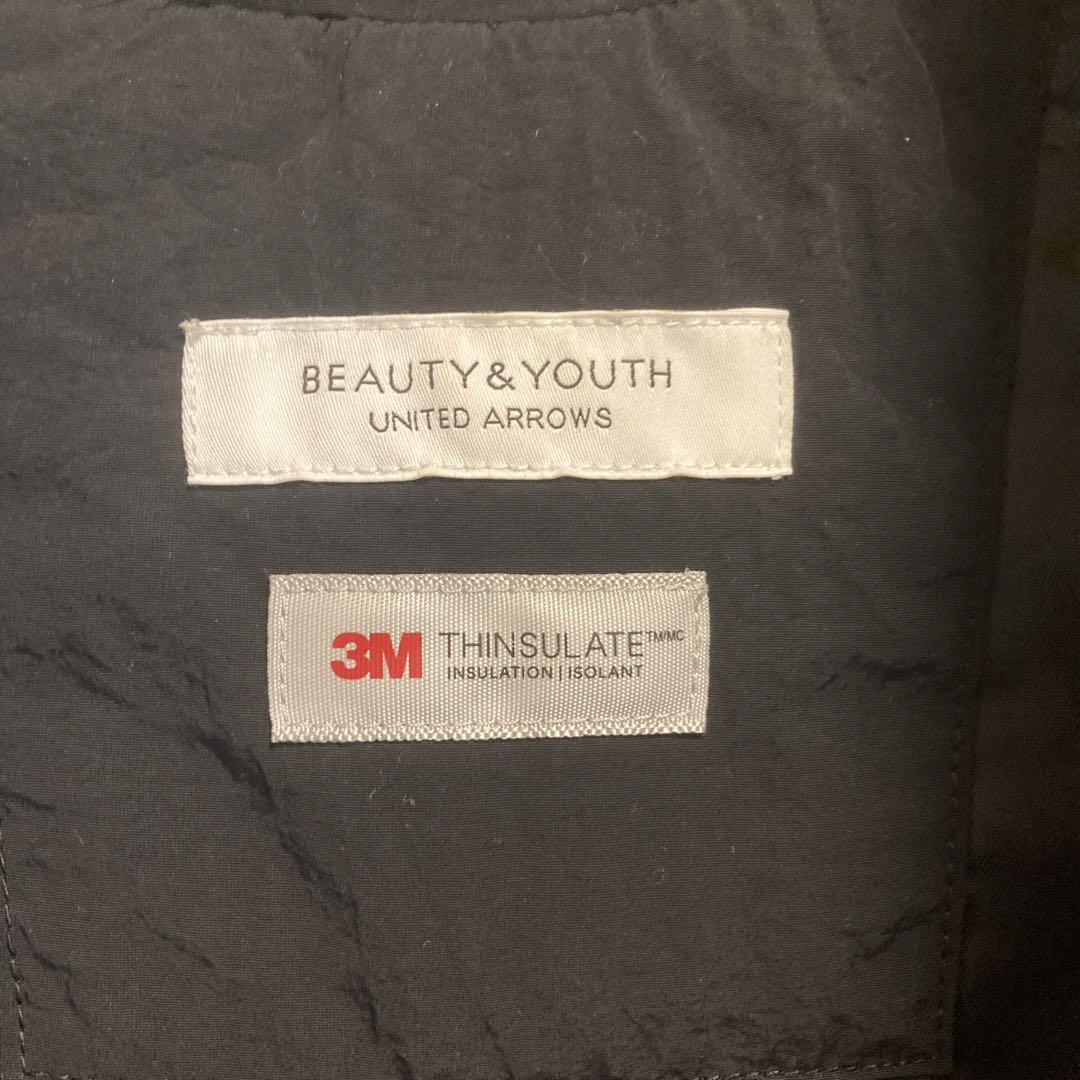 BEAUTY&YOUTH
UNITED ARROWS
3M THINSULATE™/MC
INSULATION | ISOLANT